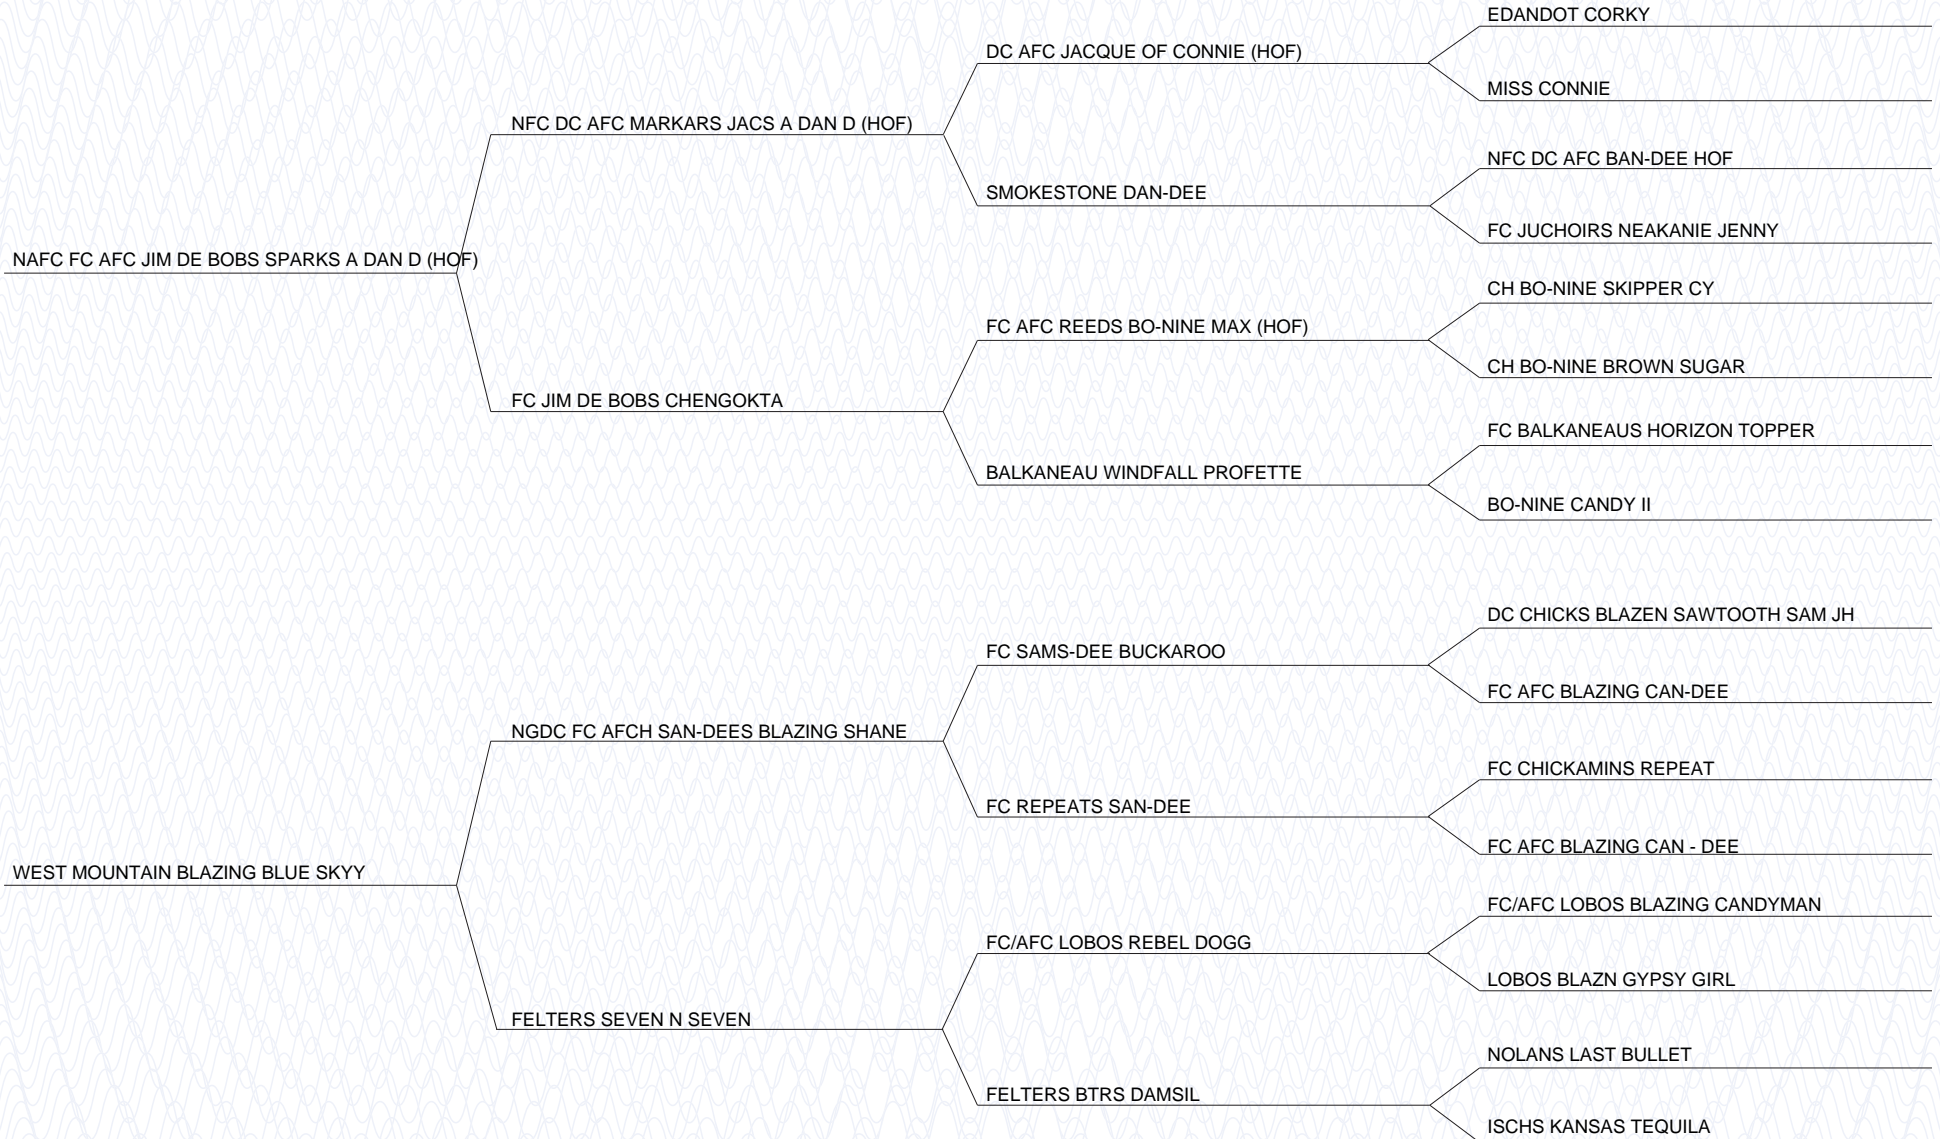 EDANDOT CORKY
DC AFC JACQUE OF CONNIE (HOF)
MISS CONNIE
NFC DC AFC MARKARS JACS A DAN D (HOF)
NFC DC AFC BAN-DEE HOF
SMOKESTONE DAN-DEE
FC JUCHOIRS NEAKANIE JENNY
NAFC FC AFC JIM DE BOBS SPARKS A DAN D (HOF)
CH BO-NINE SKIPPER CY
FC AFC REEDS BO-NINE MAX (HOF)
CH BO-NINE BROWN SUGAR
FC JIM DE BOBS CHENGOKTA
FC BALKANEAUS HORIZON TOPPER
BALKANEAU WINDFALL PROFETTE
BO-NINE CANDY II
DC CHICKS BLAZEN SAWTOOTH SAM JH
FC SAMS-DEE BUCKAROO
FC AFC BLAZING CAN-DEE
NGDC FC AFCH SAN-DEES BLAZING SHANE
FC CHICKAMINS REPEAT
FC REPEATS SAN-DEE
FC AFC BLAZING CAN - DEE
WEST MOUNTAIN BLAZING BLUE SKYY
FC/AFC LOBOS BLAZING CANDYMAN
FC/AFC LOBOS REBEL DOGG
LOBOS BLAZN GYPSY GIRL
FELTERS SEVEN N SEVEN
NOLANS LAST BULLET
FELTERS BTRS DAMSIL
ISCHS KANSAS TEQUILA